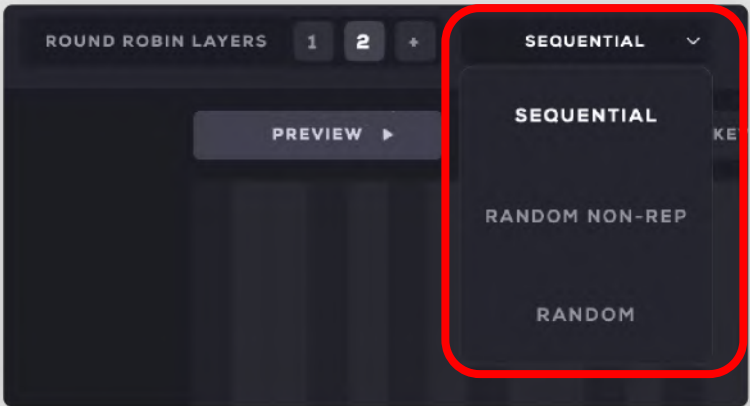 ROUND ROBIN LAYERS 1 2 + SEQUENTIAL
SEQUENTIAL
PREVIEW
RANDOM NON-REP
RANDOM